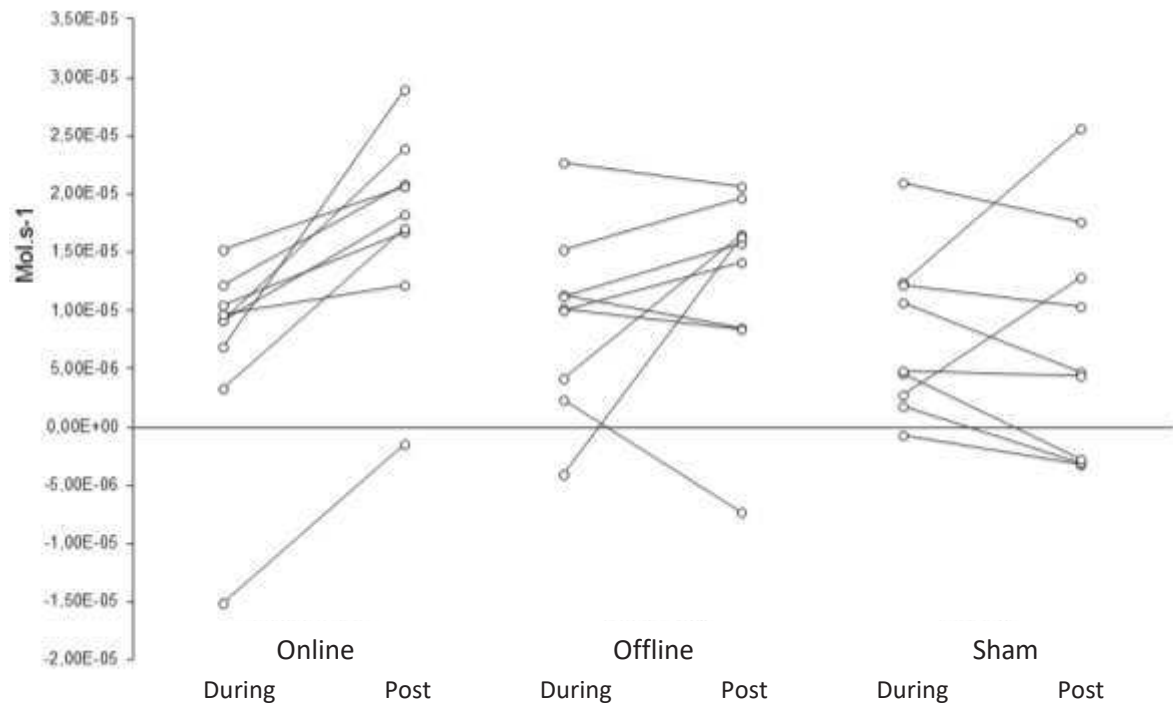 Mol.s-1
3,50E-05
3,00E-05
2,50E-05
2,00E-05
1,50E-05
1,00E-05
5,00E-06
0,00E+00
-5,00E-06
-1,00E-05
-1,50E-05
-2,00E-05
Online Offline Sham
During Post During Post During Post